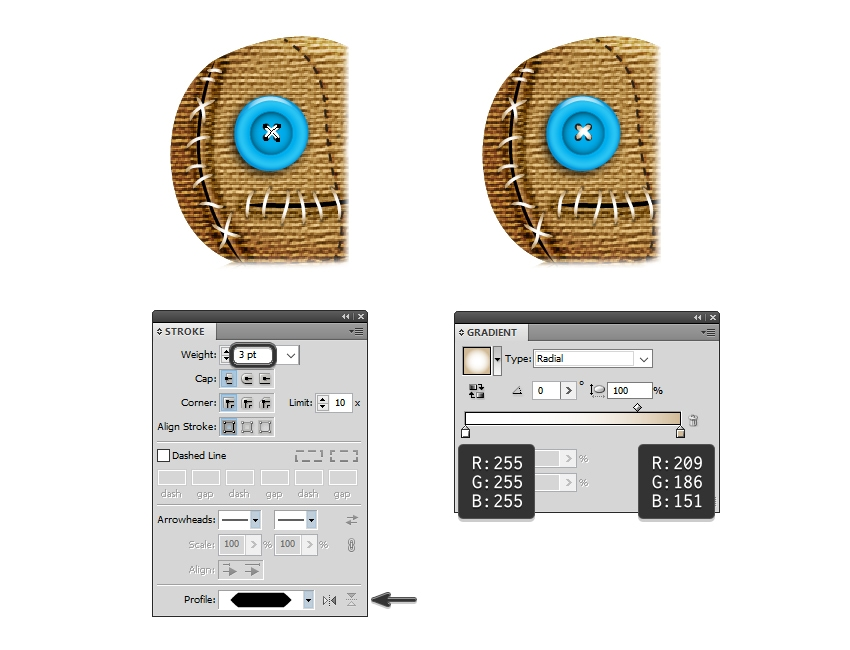 STROKE
Weight: 3 pt
Cap:
Corner: Limit: 10 x
Align Stroke:
Dashed Line
% 
dash gap dash gap dash gap
Arrowheads:
Scale: 100 % 100 %
Align:
Profile:
GRADIENT
Type: Radial
0 ° 100 %
R:255
G:255
B:255
%
%
R:209
G:186
B:151